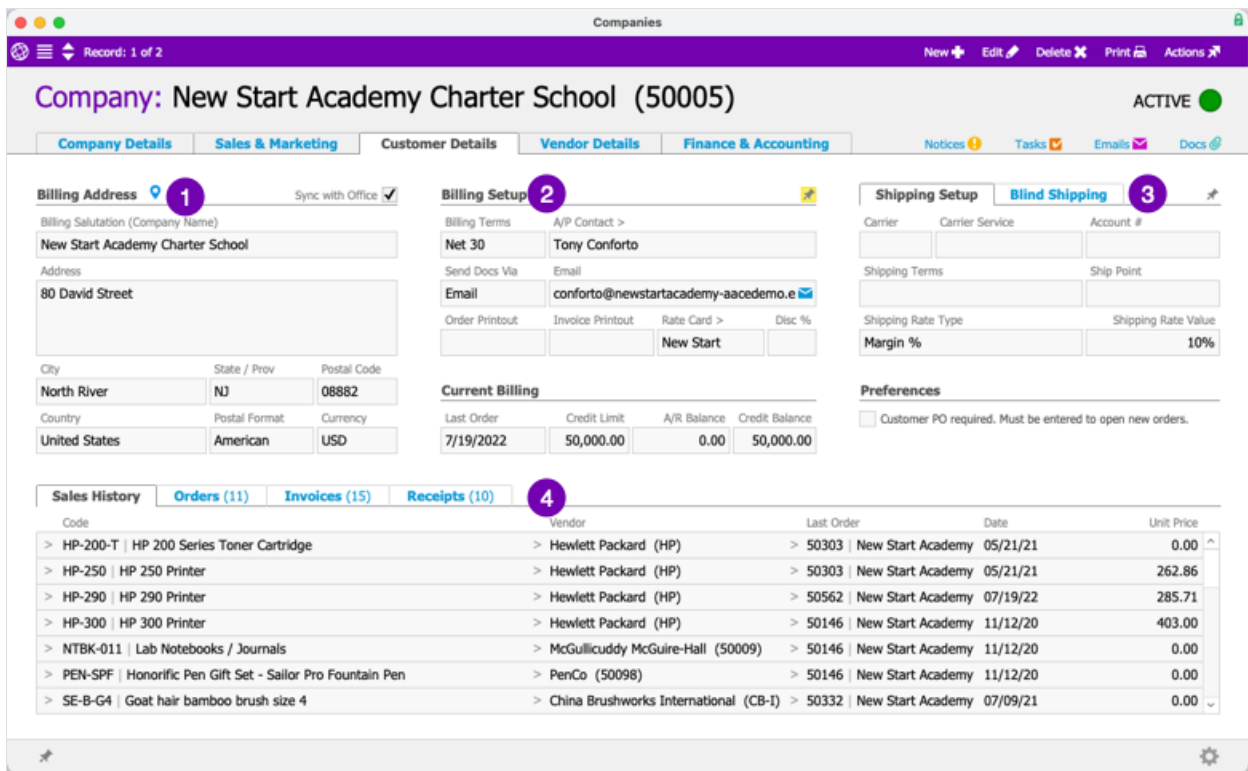 Companies
Record: 1 of 2
New Edit Delete Print Actions
Company: New Start Academy Charter School (50005)
ACTIVE
Company Details Sales & Marketing Customer Details Vendor Details Finance & Accounting Notices Tasks Emails Docs
Billing Address 1 Sync with Office
Billing Salutation (Company Name)
New Start Academy Charter School
Address
80 David Street
City State / Prov Postal Code
North River NJ 08882
Country Postal Format Currency
United States American USD
Billing Setup 2
Billing Terms A/P Contact >
Net 30 Tony Conforto
Send Docs Via Email
Email conforto@newstartacademy-aacedemo.e
Order Printout Invoice Printout Rate Card > Disc %
New Start
Current Billing
Last Order Credit Limit A/R Balance Credit Balance
7/19/2022 50,000.00 0.00 50,000.00
Shipping Setup Blind Shipping 3
Carrier Carrier Service Account #
Shipping Terms Ship Point
Shipping Rate Type Shipping Rate Value
Margin % 10%
Preferences
Customer PO required. Must be entered to open new orders.
Sales History Orders (11) Invoices (15) Receipts (10) 4
Code Vendor Last Order Date Unit Price
> HP-200-T | HP 200 Series Toner Cartridge > Hewlett Packard (HP) > 50303 | New Start Academy 05/21/21 0.00
> HP-250 | HP 250 Printer > Hewlett Packard (HP) > 50303 | New Start Academy 05/21/21 262.86
> HP-290 | HP 290 Printer > Hewlett Packard (HP) > 50562 | New Start Academy 07/19/22 285.71
> HP-300 | HP 300 Printer > Hewlett Packard (HP) > 50146 | New Start Academy 11/12/20 403.00
> NTBK-011 | Lab Notebooks / Journals > McGullicuddy McGuire-Hall (50009) > 50146 | New Start Academy 11/12/20 0.00
> PEN-SPF | Honorific Pen Gift Set - Sailor Pro Fountain Pen > PenCo (50098) > 50146 | New Start Academy 11/12/20 0.00
> SE-B-G4 | Goat hair bamboo brush size 4 > China Brushworks International (CB-I) > 50332 | New Start Academy 07/09/21 0.00